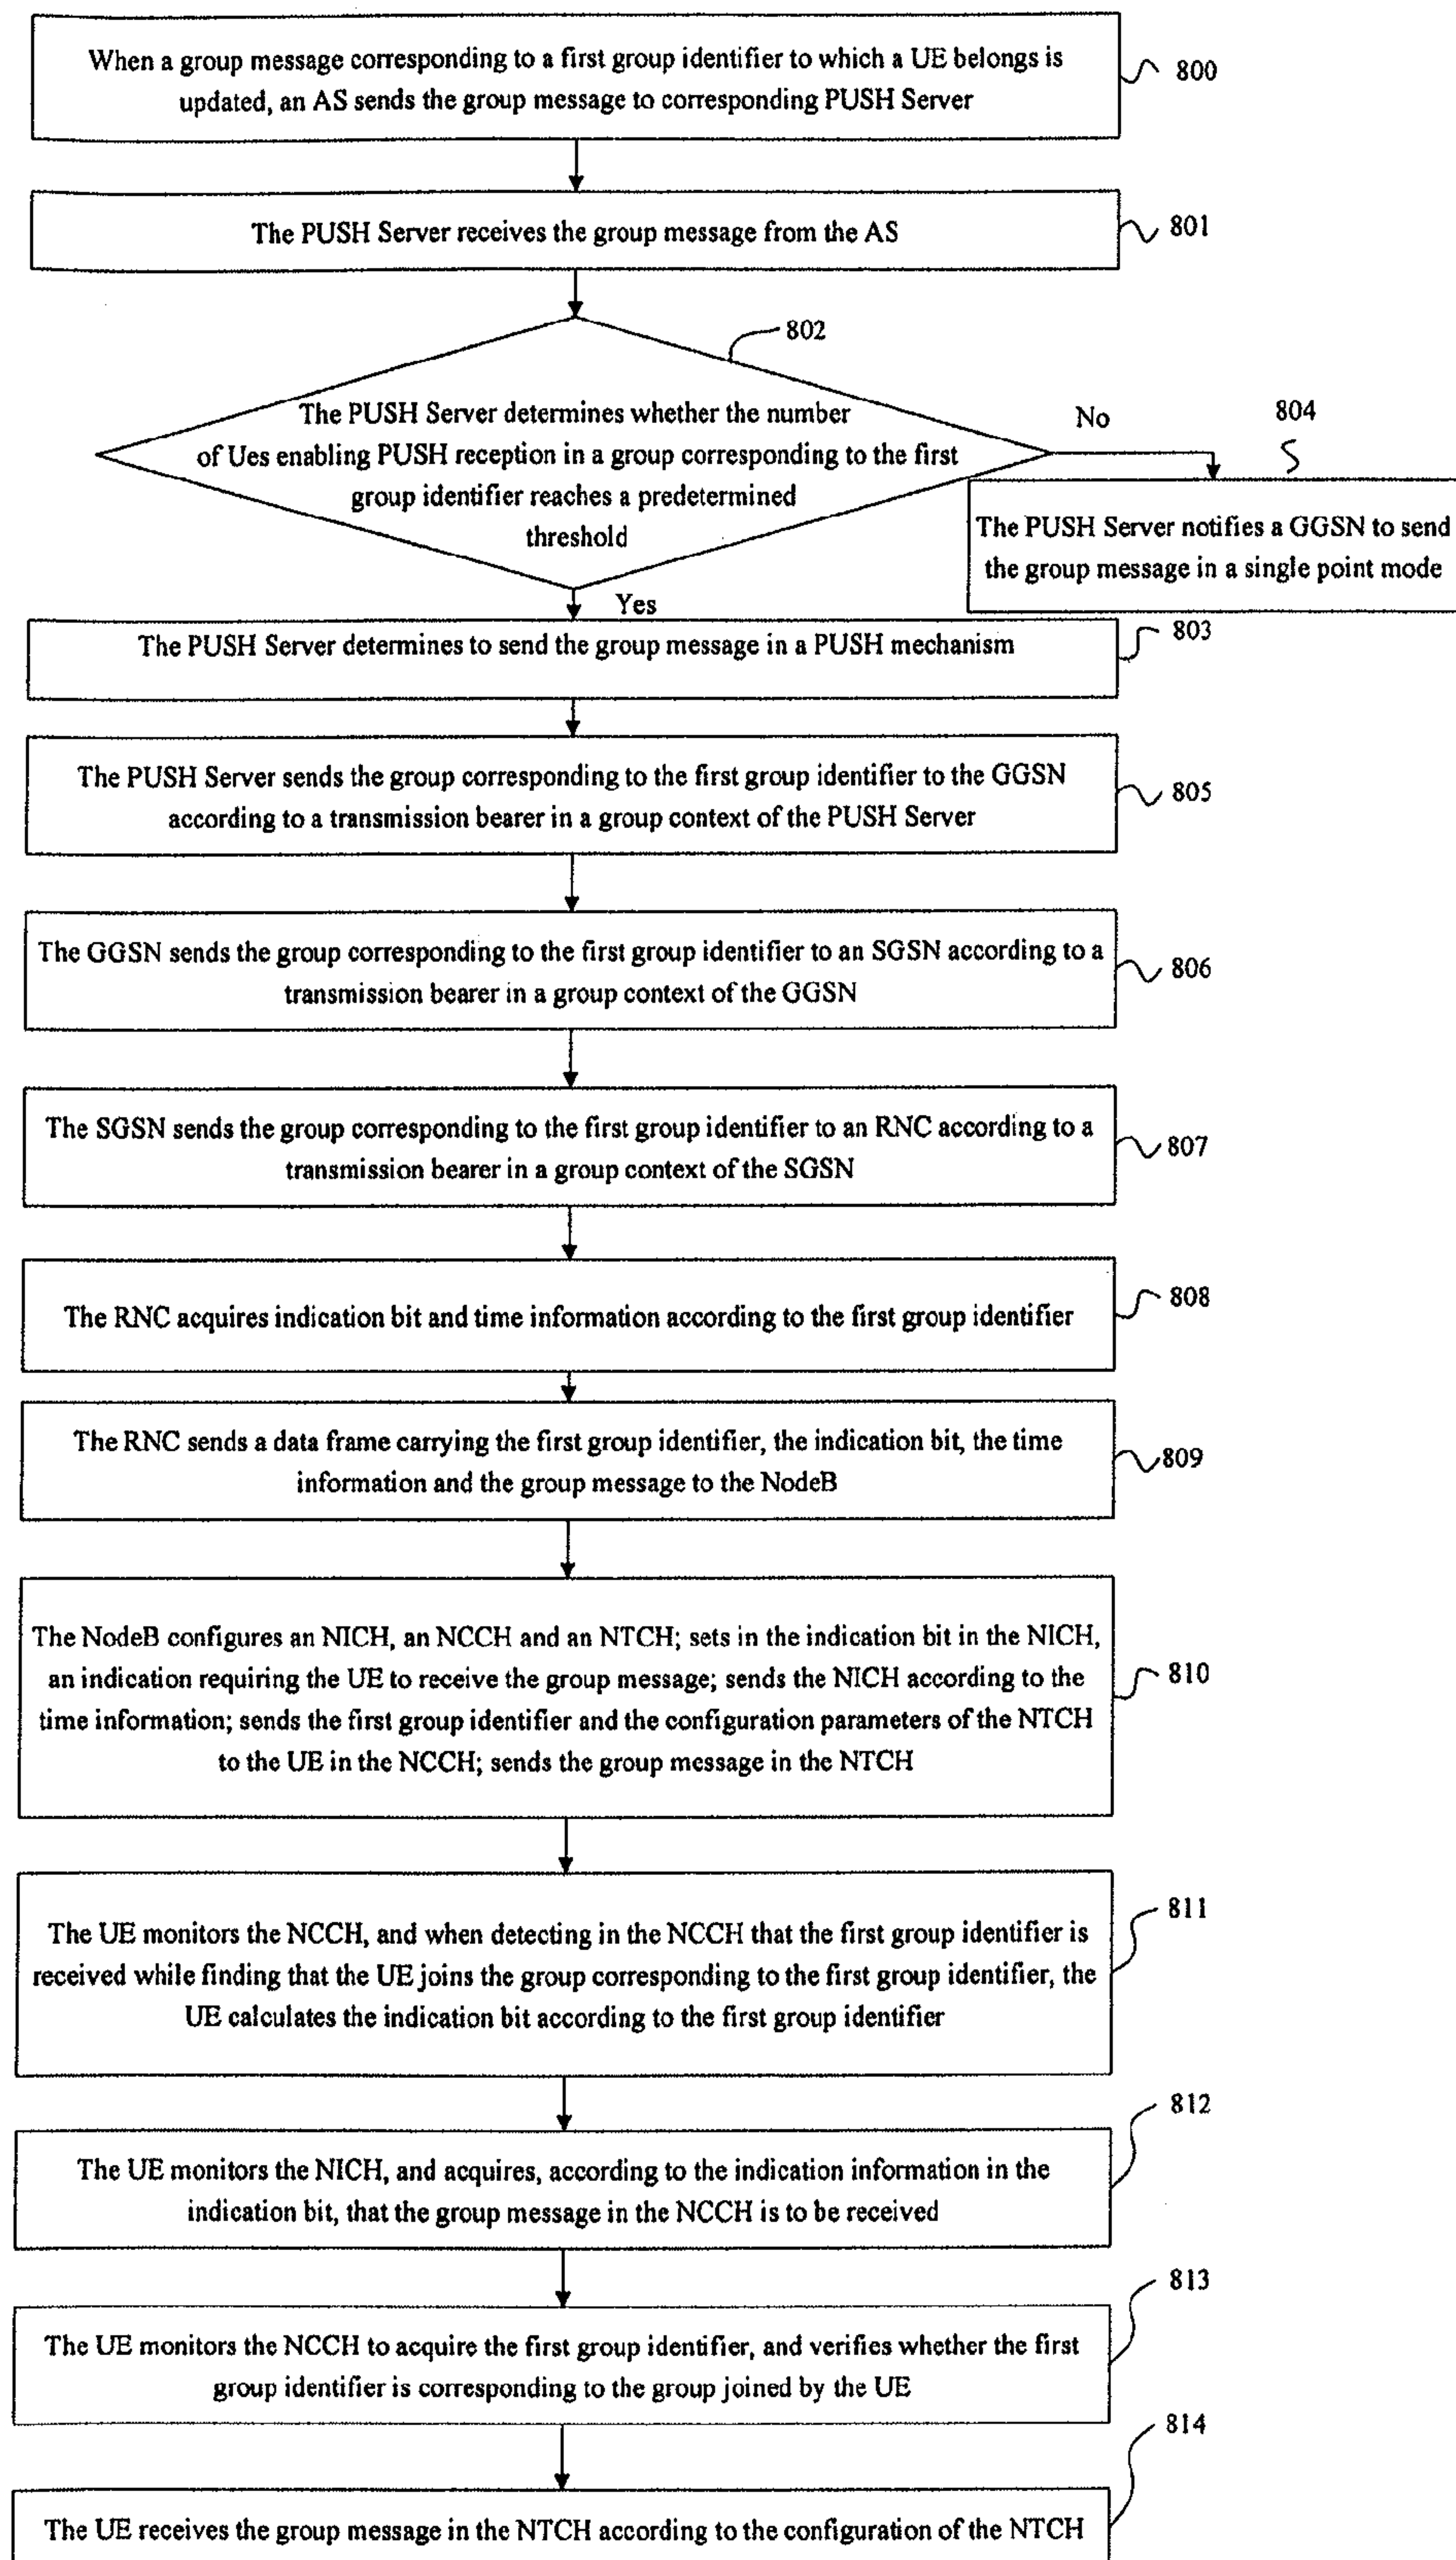 When a group message corresponding to a first group identifier to which a UE belongs is
updated, an AS sends the group message to corresponding PUSH Server
800
The PUSH Server receives the group message from the AS
801
802
The PUSH Server determines whether the number
of Ues enabling PUSH reception in a group corresponding to the first
group identifier reaches a predetermined
threshold
No
804
The PUSH Server notifies a GGSN to send
the group message in a single point mode
Yes
803
The PUSH Server determines to send the group message in a PUSH mechanism
The PUSH Server sends the group corresponding to the first group identifier to the GGSN
according to a transmission bearer in a group context of the PUSH Server
805
The GGSN sends the group corresponding to the first group identifier to an SGSN according to a
transmission bearer in a group context of the GGSN
806
The SGSN sends the group corresponding to the first group identifier to an RNC according to a
transmission bearer in a group context of the SGSN
807
The RNC acquires indication bit and time information according to the first group identifier
808
The RNC sends a data frame carrying the first group identifier, the indication bit, the time
information and the group message to the NodeB
809
The NodeB configures an NICH, an NCCH and an NTCH; sets in the indication bit in the NICH,
an indication requiring the UE to receive the group message; sends the NICH according to the
time information; sends the first group identifier and the configuration parameters of the NTCH
to the UE in the NCCH; sends the group message in the NTCH
810
The UE monitors the NCCH, and when detecting in the NCCH that the first group identifier is
received while finding that the UE joins the group corresponding to the first group identifier, the
UE calculates the indication bit according to the first group identifier
811
The UE monitors the NICH, and acquires, according to the indication information in the
indication bit, that the group message in the NCCH is to be received
812
The UE monitors the NCCH to acquire the first group identifier, and verifies whether the first
group identifier is corresponding to the group joined by the UE
813
The UE receives the group message in the NTCH according to the configuration of the NTCH
814